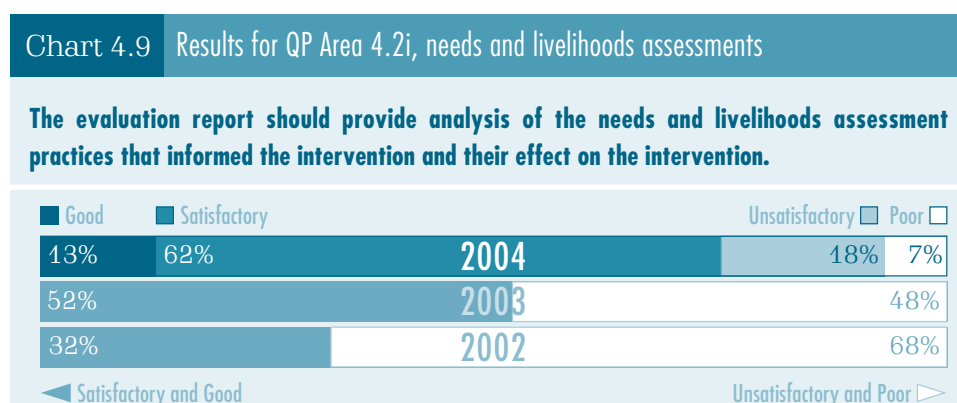 Chart 4.9 Results for QP Area 4.2i, needs and livelihoods assessments
The evaluation report should provide analysis of the needs and livelihoods assessment
practices that informed the intervention and their effect on the intervention.
Good Satisfactory Unsatisfactory Poor
13% 62% 2004 18% 7%
52% 2003 48%
32% 2002 68%
Satisfactory and Good Unsatisfactory and Poor